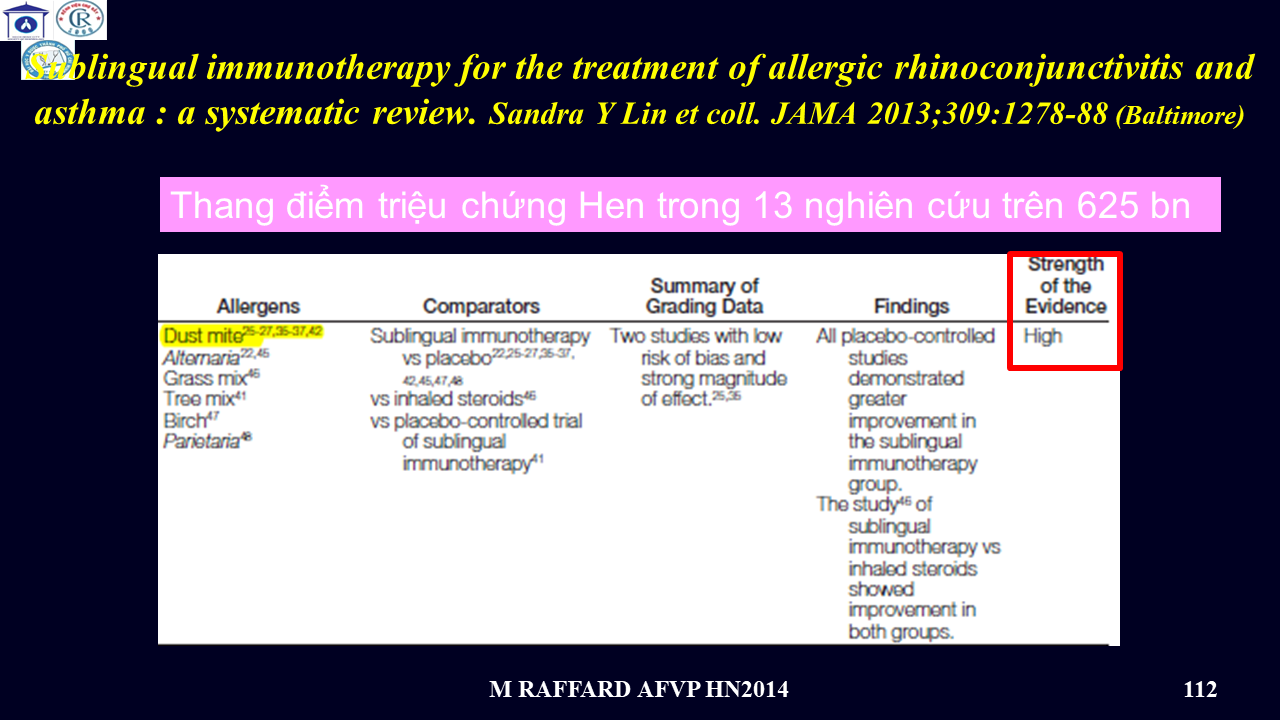 Sublingual immunotherapy for the treatment of allergic rhinoconjunctivitis and
asthma : a systematic review. Sandra Y Lin et coll. JAMA 2013;309:1278-88 (Baltimore)
Thang điểm triệu chứng Hen trong 13 nghiên cứu trên 625 bn
Allergens
Dust mite25-27,35-37,42
Alternaria22,45
Grass mix46
Tree mix41
Birch47
Parietaria48
Comparators
Sublingual immunotherapy
vs placebo22,25-27,35-37,
42,45,47,48
vs inhaled steroids46
vs placebo-controlled trial
of sublingual
immunotherapy41
Summary of
Grading Data
Two studies with low
risk of bias and
strong magnitude
of effect.25,35
Findings
All placebo-controlled
studies
demonstrated
greater
improvement in
the sublingual
immunotherapy
group.
The study46 of
sublingual
immunotherapy vs
inhaled steroids
showed
improvement in
both groups.
Strength
of the
Evidence
High
M RAFFARD AFVP HN2014
112